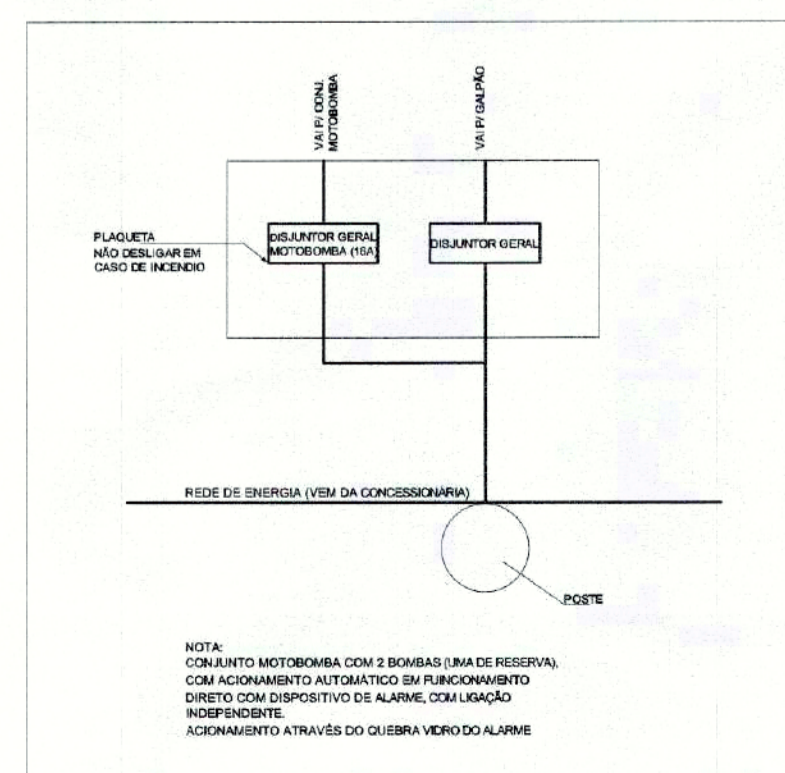 VAI P/ CONJ.
MOTOBOMBA
VAI P/ GALPÃO
DISJUNTOR GERAL
MOTOBOMBA (16A)
DISJUNTOR GERAL
PLAQUETA
NÃO DESLIGAR EM
CASO DE INCENDIO
REDE DE ENERGIA (VEM DA CONCESSIONÁRIA)
POSTE
NOTA:
CONJUNTO MOTOBOMBA COM 2 BOMBAS (UMA DE RESERVA),
COM ACIONAMENTO AUTOMÁTICO EM FUINCIONAMENTO
DIRETO COM DISPOSITIVO DE ALARME, COM LIGAÇÃO
INDEPENDENTE.
ACIONAMENTO ATRAVÉS DO QUEBRA VIDRO DO ALARME